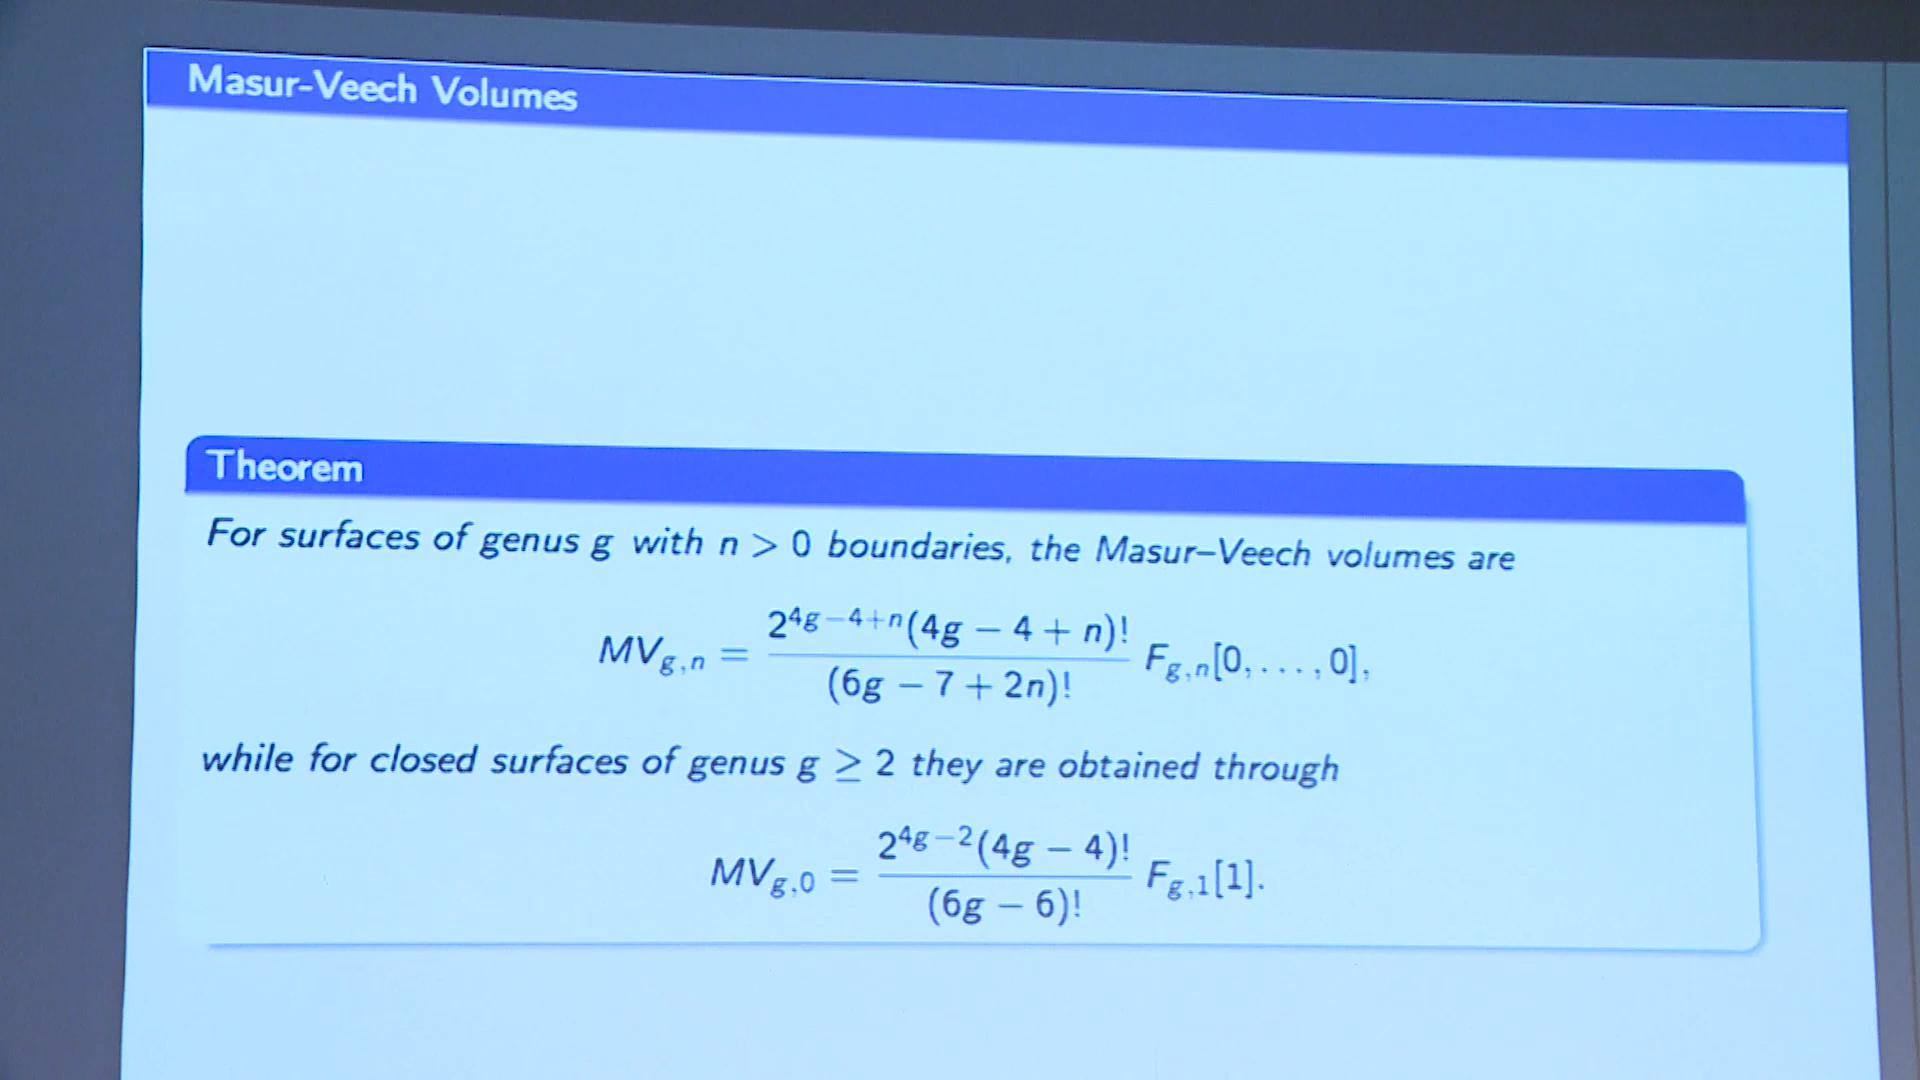 Masur–Veech Volumes
Theorem
For surfaces of genus g with n > 0 boundaries, the Masur–Veech volumes are
MV_{g,n} = \frac{2^{4g-4+n}(4g-4+n)!}{(6g-7+2n)!} F_{g,n}[0,...,0],
while for closed surfaces of genus g ≥ 2 they are obtained through
MV_{g,0} = \frac{2^{4g-2}(4g-4)!}{(6g-6)!} F_{g,1}[1].